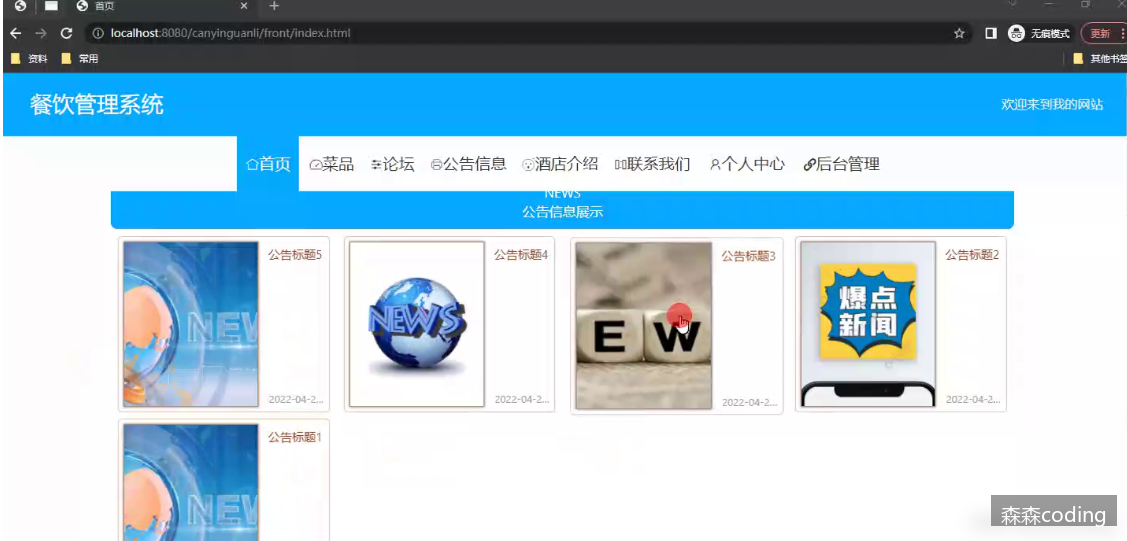 首页
localhost:8080/canyinguanli/front/index.html
无痕模式
更新
资料
常用
其他书签
餐饮管理系统
欢迎来到我的网站
首页
菜品
论坛
公告信息
酒店介绍
联系我们
个人中心
后台管理
NEWS
公告信息展示
NEW
公告标题5
2022-04-2...
NEWS
公告标题4
2022-04-2...
E W
公告标题3
2022-04-2...
爆点
新闻
公告标题2
2022-04-2...
NEW
公告标题1
森森coding